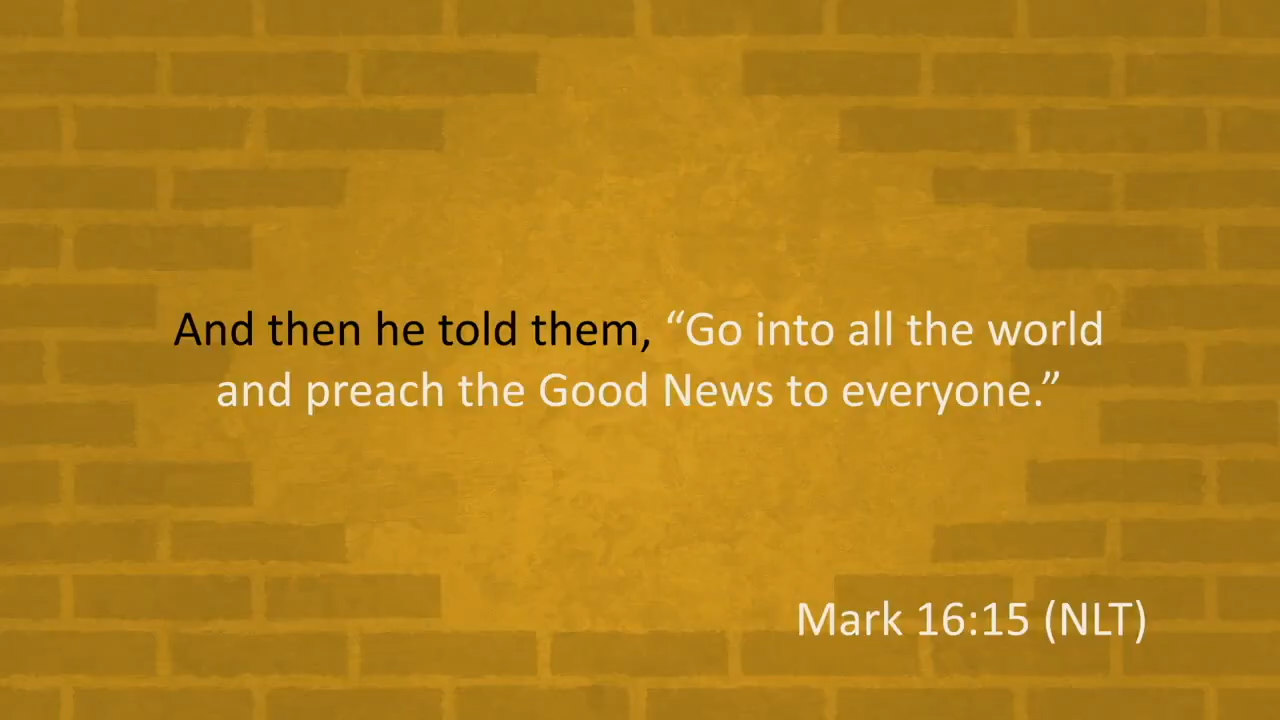 And then he told them, “Go into all the world
and preach the Good News to everyone.”
Mark 16:15 (NLT)